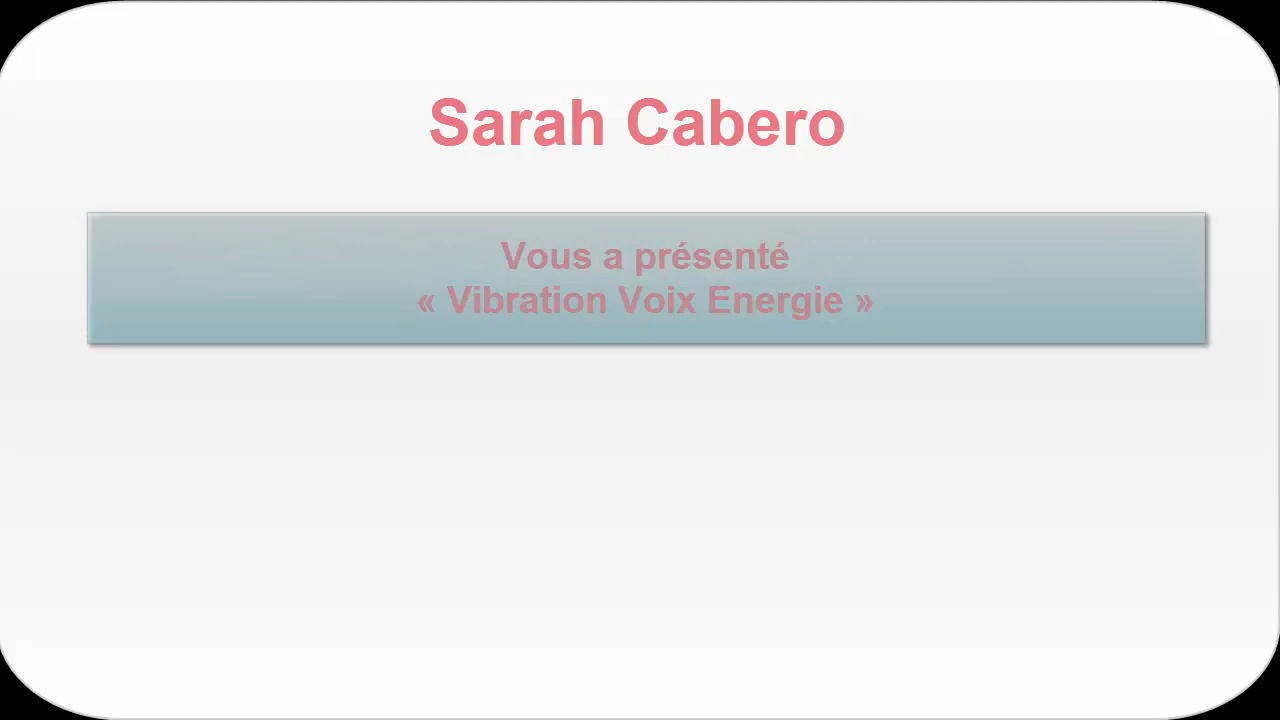 Sarah Cabero
Vous a présenté
« Vibration Voix Energie »